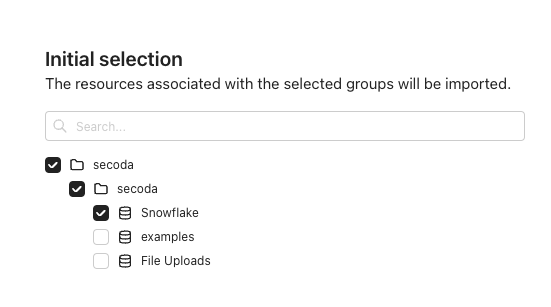 Initial selection
The resources associated with the selected groups will be imported.
Search...
secoda
secoda
Snowflake
examples
File Uploads